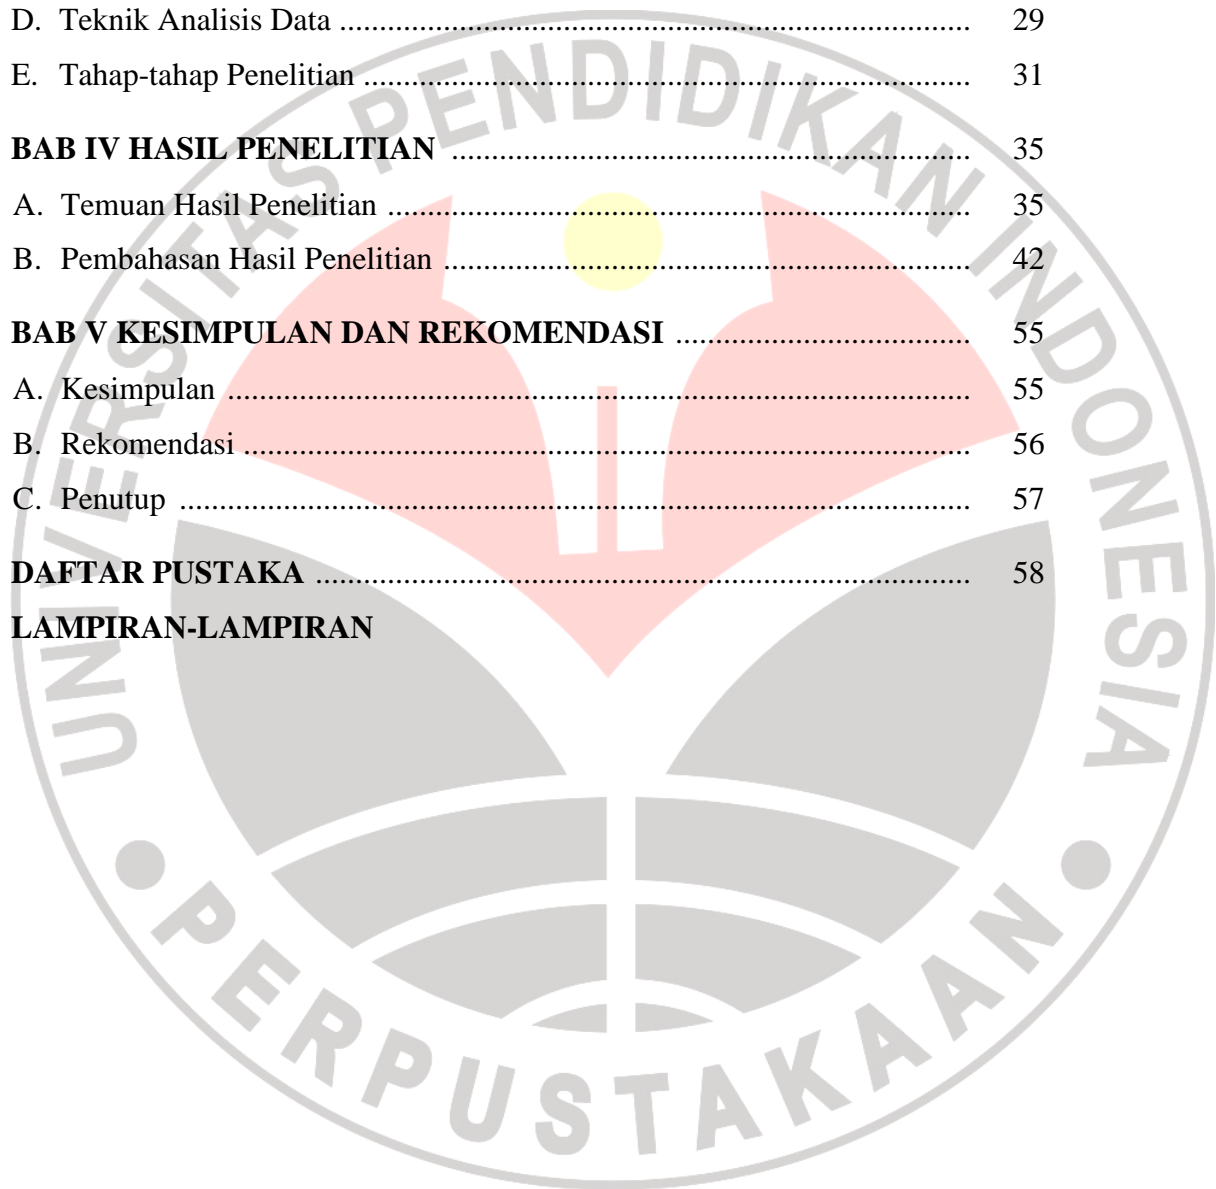 D. Teknik Analisis Data ............................................................................... 29
E. Tahap-tahap Penelitian ............................................................................ 31
BAB IV HASIL PENELITIAN ................................................................. 35
A. Temuan Hasil Penelitian ......................................................................... 35
B. Pembahasan Hasil Penelitian .................................................................. 42
BAB V KESIMPULAN DAN REKOMENDASI ..................................... 55
A. Kesimpulan ............................................................................................. 55
B. Rekomendasi ........................................................................................... 56
C. Penutup ................................................................................................... 57
DAFTAR PUSTAKA .................................................................................. 58
LAMPIRAN-LAMPIRAN
UNIVERSITAS PENDIDIKAN INDONESIA
PERPUSTAKAAN